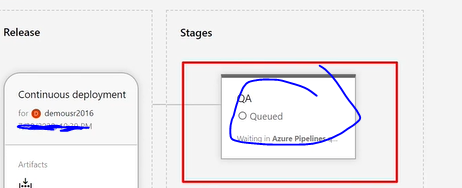 Release
Stages
Continuous deployment
for demousr2016
QA
Queued
Waiting in Azure Pipelines
Artifacts